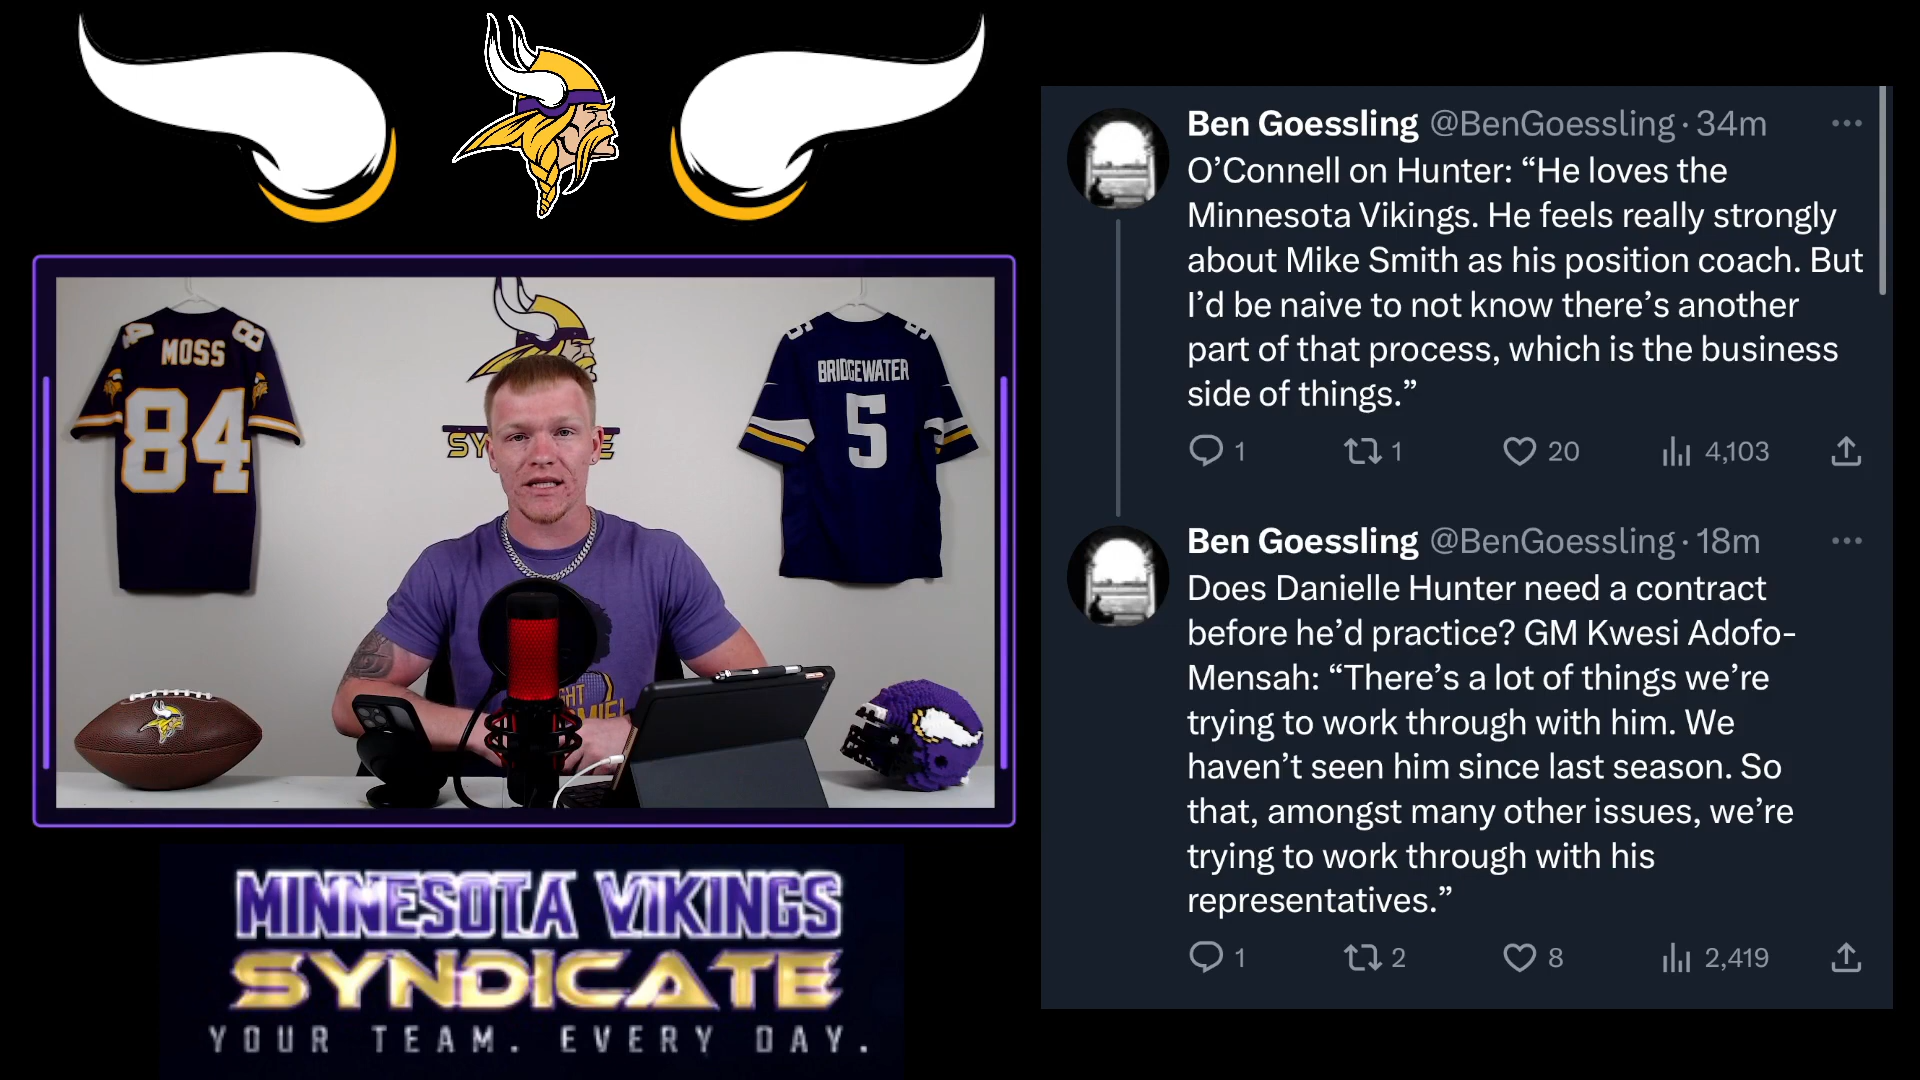 MOSS
84
84
BRIDGEWATER
5
MINNESOTA VIKINGS
SYNDICATE
YOUR TEAM. EVERY DAY.
Ben Goessling @BenGoessling · 34m
O’Connell on Hunter: “He loves the
Minnesota Vikings. He feels really strongly
about Mike Smith as his position coach. But
I’d be naive to not know there’s another
part of that process, which is the business
side of things.”
1 1 20 4,103
Ben Goessling @BenGoessling · 18m
Does Danielle Hunter need a contract
before he’d practice? GM Kwesi Adofo-
Mensah: “There’s a lot of things we’re
trying to work through with him. We
haven’t seen him since last season. So
that, amongst many other issues, we’re
trying to work through with his
representatives.”
1 2 8 2,419